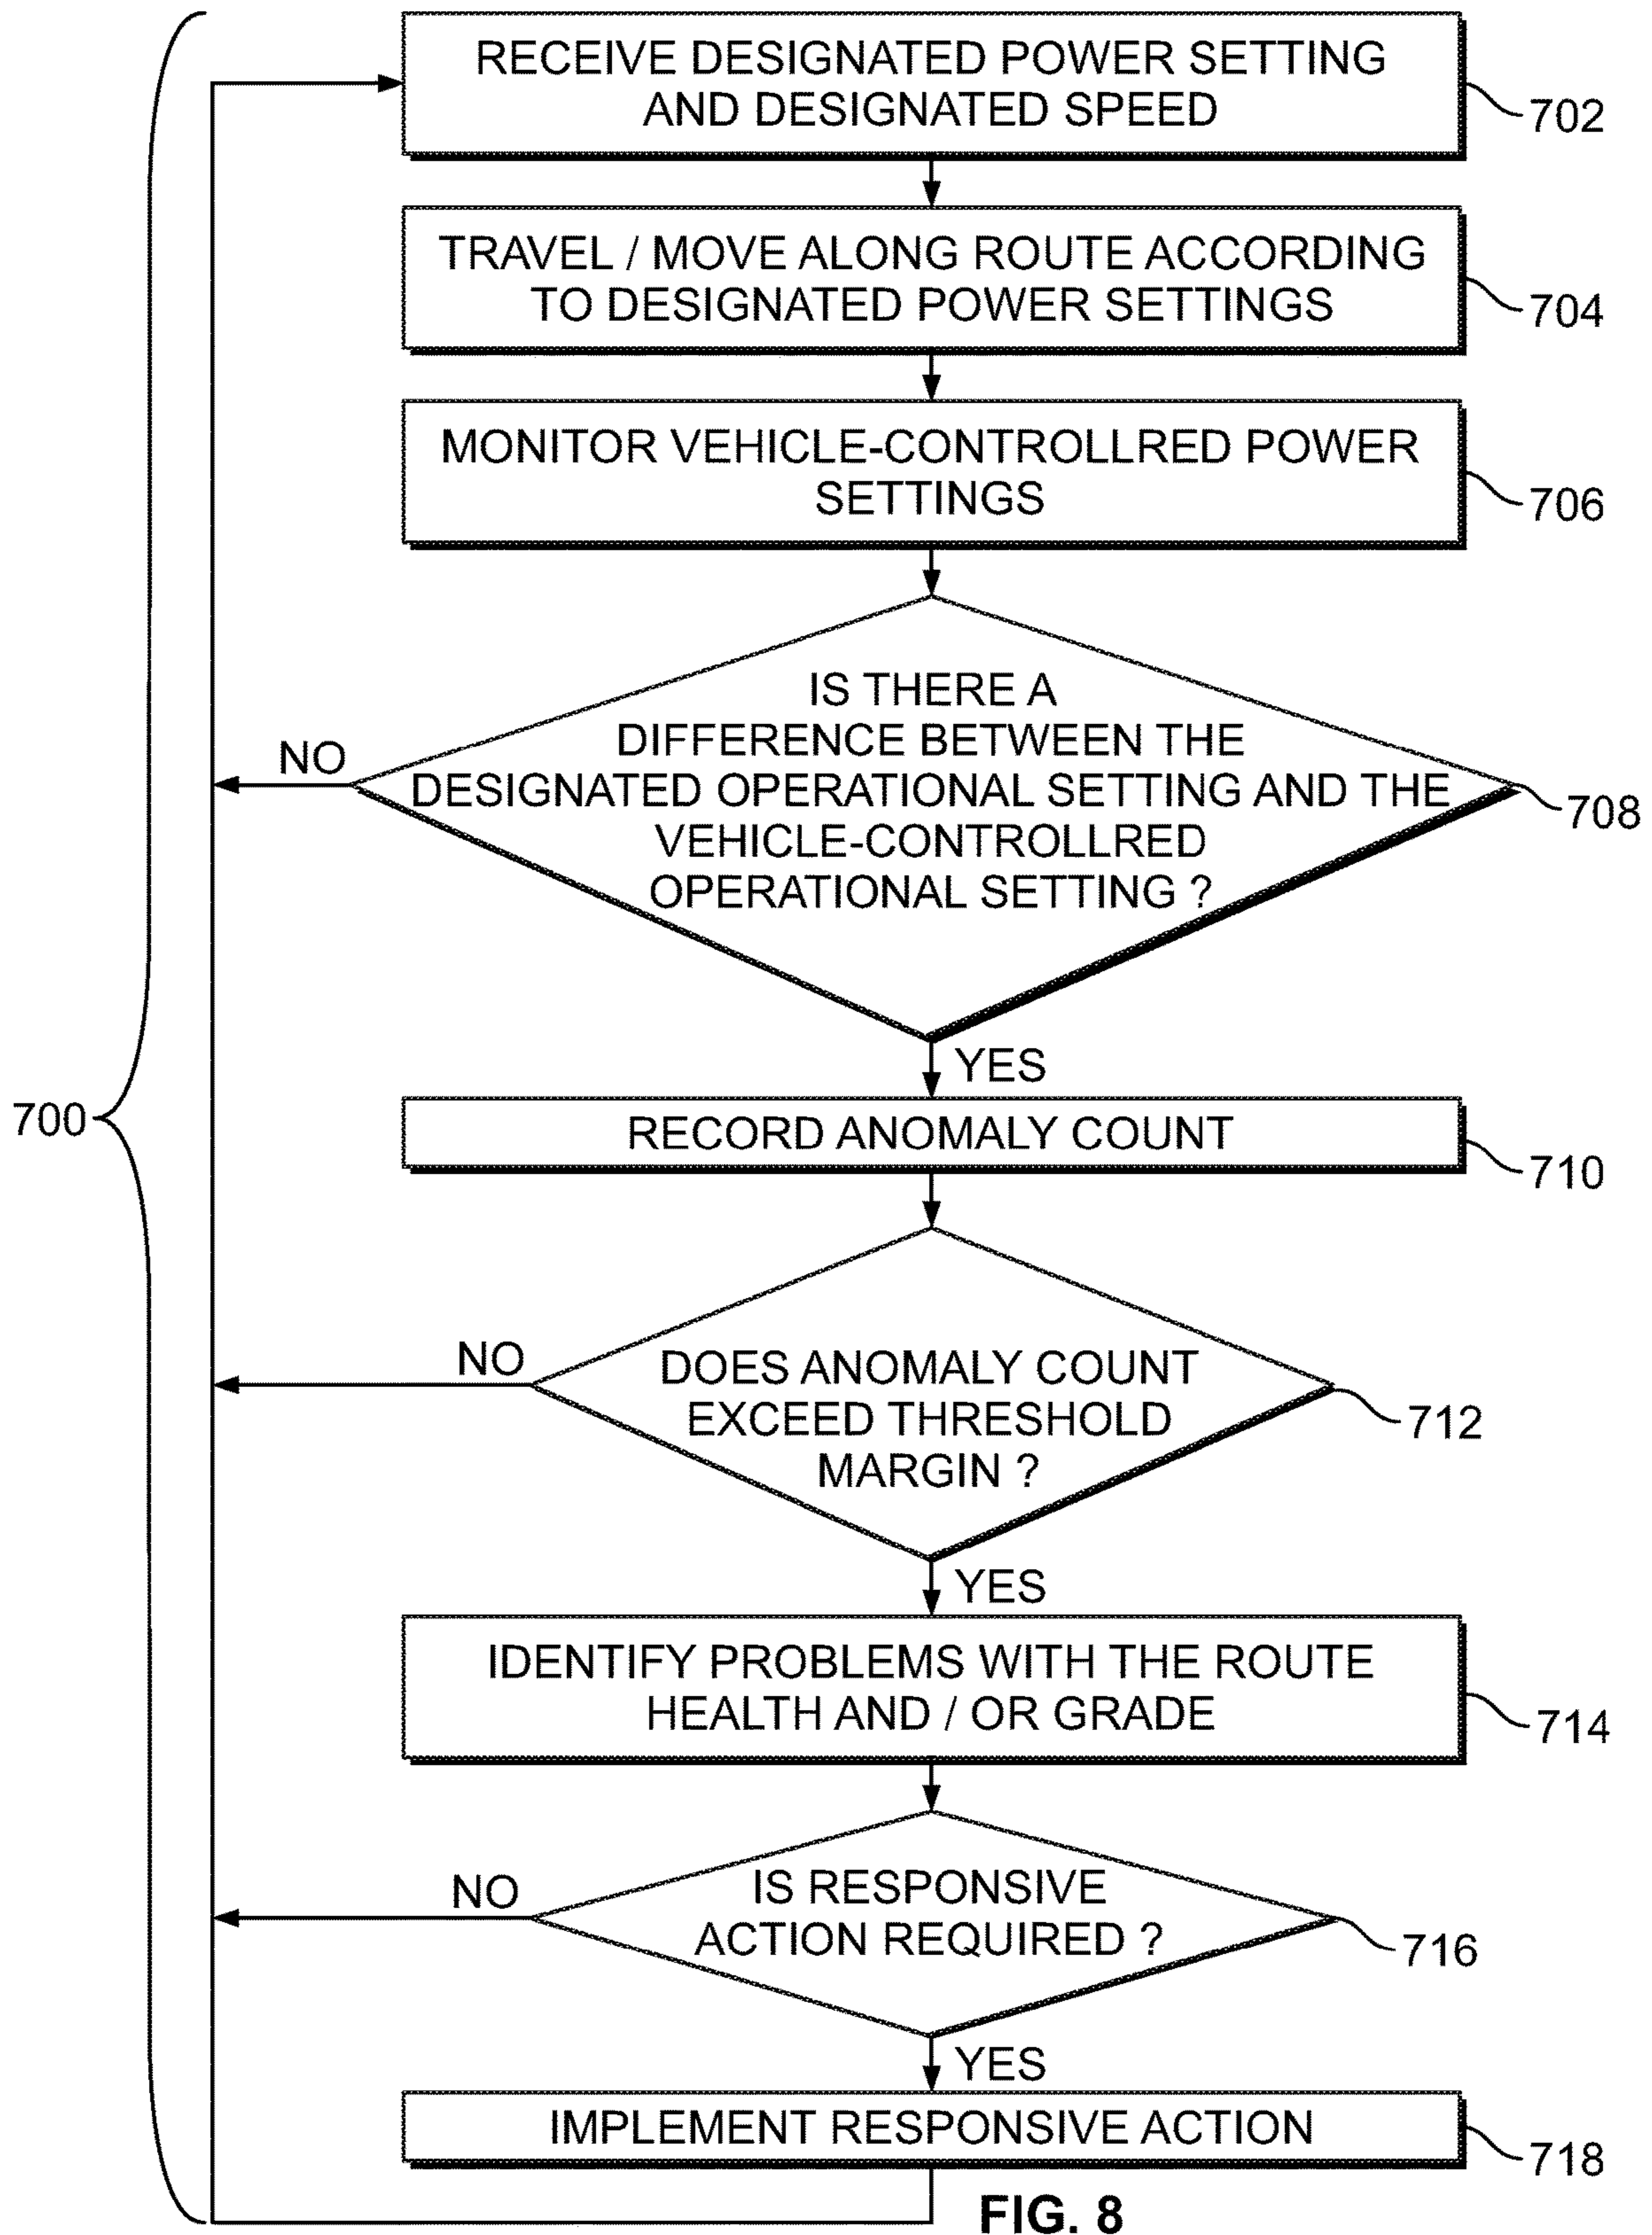 RECEIVE DESIGNATED POWER SETTING
AND DESIGNATED SPEED
702
TRAVEL / MOVE ALONG ROUTE ACCORDING
TO DESIGNATED POWER SETTINGS
704
MONITOR VEHICLE-CONTROLLRED POWER
SETTINGS
706
IS THERE A
DIFFERENCE BETWEEN THE
DESIGNATED OPERATIONAL SETTING AND THE
VEHICLE-CONTROLLRED
OPERATIONAL SETTING ?
NO
708
YES
700
RECORD ANOMALY COUNT
710
NO
DOES ANOMALY COUNT
EXCEED THRESHOLD
MARGIN ?
712
YES
IDENTIFY PROBLEMS WITH THE ROUTE
HEALTH AND / OR GRADE
714
NO
IS RESPONSIVE
ACTION REQUIRED ?
716
YES
IMPLEMENT RESPONSIVE ACTION
718
FIG. 8